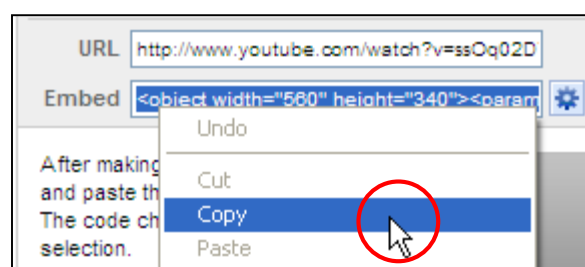 URL http://www.youtube.com/watch?v=ssOq02D
Embed <object width="560" height="340"><param
Undo
After making
Cut
and paste th
The code ch
Copy
selection.
Paste